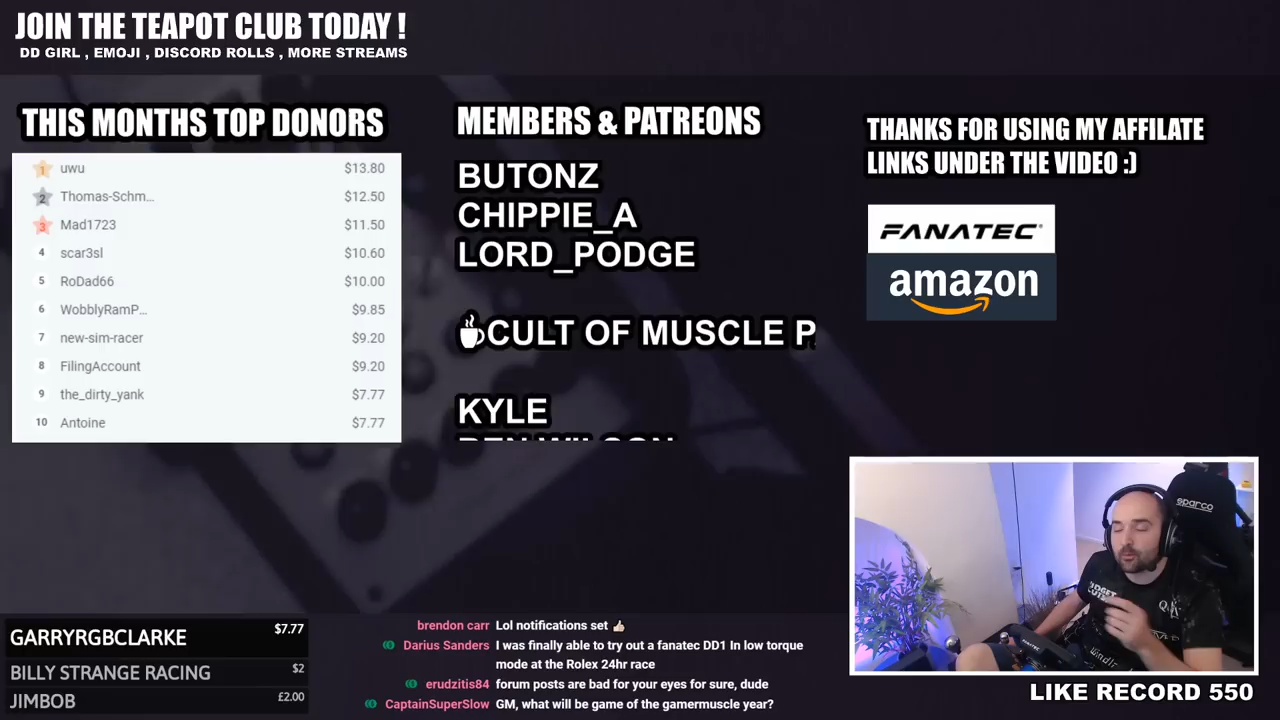 JOIN THE TEAPOT CLUB TODAY !
DD GIRL , EMOJI , DISCORD ROLLS , MORE STREAMS
THIS MONTHS TOP DONORS
1 uwu $13.80
2 Thomas-Schm... $12.50
3 Mad1723 $11.50
4 scar3sl $10.60
5 RoDad66 $10.00
6 WobblyRamP... $9.85
7 new-sim-racer $9.20
8 FilingAccount $9.20
9 the_dirty_yank $7.77
10 Antoine $7.77
MEMBERS & PATREONS
BUTONZ
CHIPPIE_A
LORD_PODGE
CULT OF MUSCLE P
KYLE
BEN WILSON
THANKS FOR USING MY AFFILATE
LINKS UNDER THE VIDEO :)
FANATEC
amazon
sparco
FANATEC
GARRYRGBCLARKE $7.77
BILLY STRANGE RACING $2
JIMBOB £2.00
brendon carr Lol notifications set 👍🏻
Darius Sanders I was finally able to try out a fanatec DD1 In low torque
mode at the Rolex 24hr race
erudzitis84 forum posts are bad for your eyes for sure, dude
CaptainSuperSlow GM, what will be game of the gamermuscle year?
LIKE RECORD 550